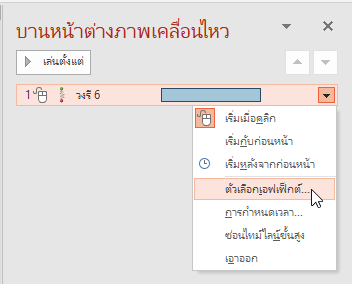 บานหน้าต่างภาพเคลื่อนไหว
เล่นตั้งแต่
1 วงรี 6
เริ่มเมื่อคลิก
เริ่มกับก่อนหน้า
เริ่มหลังจากก่อนหน้า
ตัวเลือกเอฟเฟ็กต์...
การกำหนดเวลา...
ซ่อนไทม์ไลน์ขั้นสูง
เอาออก